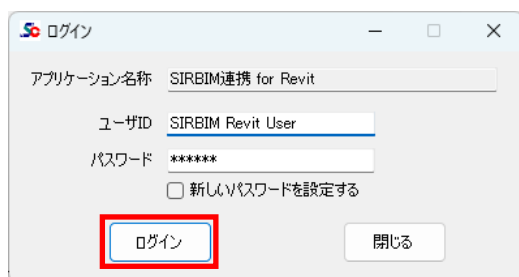 Sc ログイン
アプリケーション名称 SIRBIM連携 for Revit
ユーザID SIRBIM Revit User
パスワード ******
新しいパスワードを設定する
ログイン 閉じる